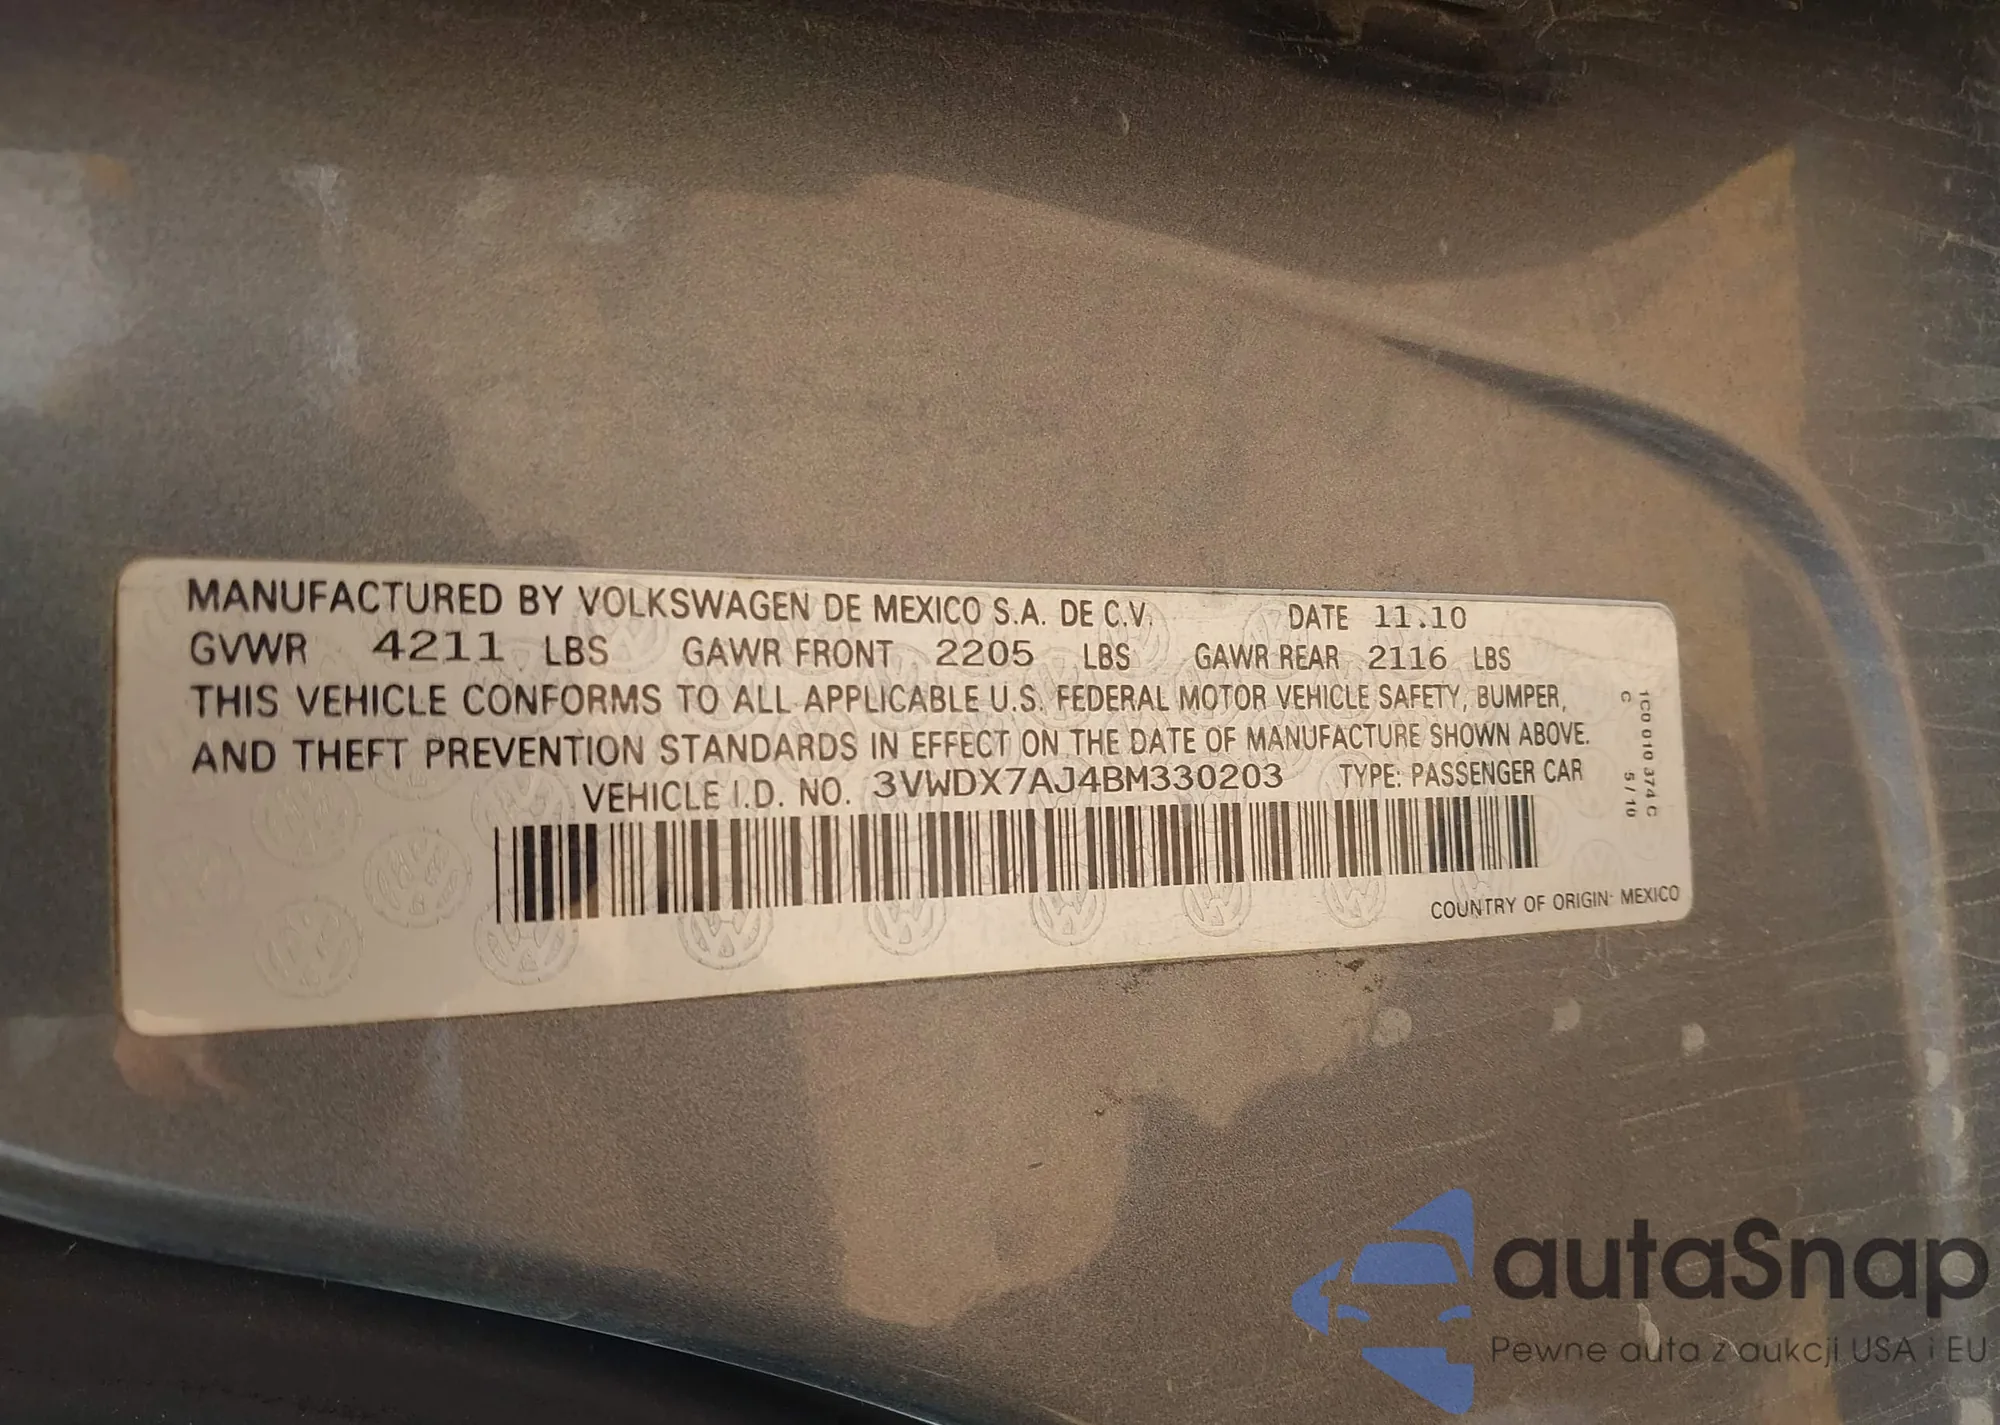 MANUFACTURED BY VOLKSWAGEN DE MEXICO S.A. DE C.V. DATE 11.10
GVWR 4211 LBS GAWR FRONT 2205 LBS GAWR REAR 2116 LBS
THIS VEHICLE CONFORMS TO ALL APPLICABLE U.S. FEDERAL MOTOR VEHICLE SAFETY, BUMPER,
AND THEFT PREVENTION STANDARDS IN EFFECT ON THE DATE OF MANUFACTURE SHOWN ABOVE.
VEHICLE I.D. NO. 3VWDX7AJ4BM330203 TYPE: PASSENGER CAR
COUNTRY OF ORIGIN: MEXICO
1C0 010 374 C
C 5/10
autaSnap
Pewne auta z aukcji USA i EU